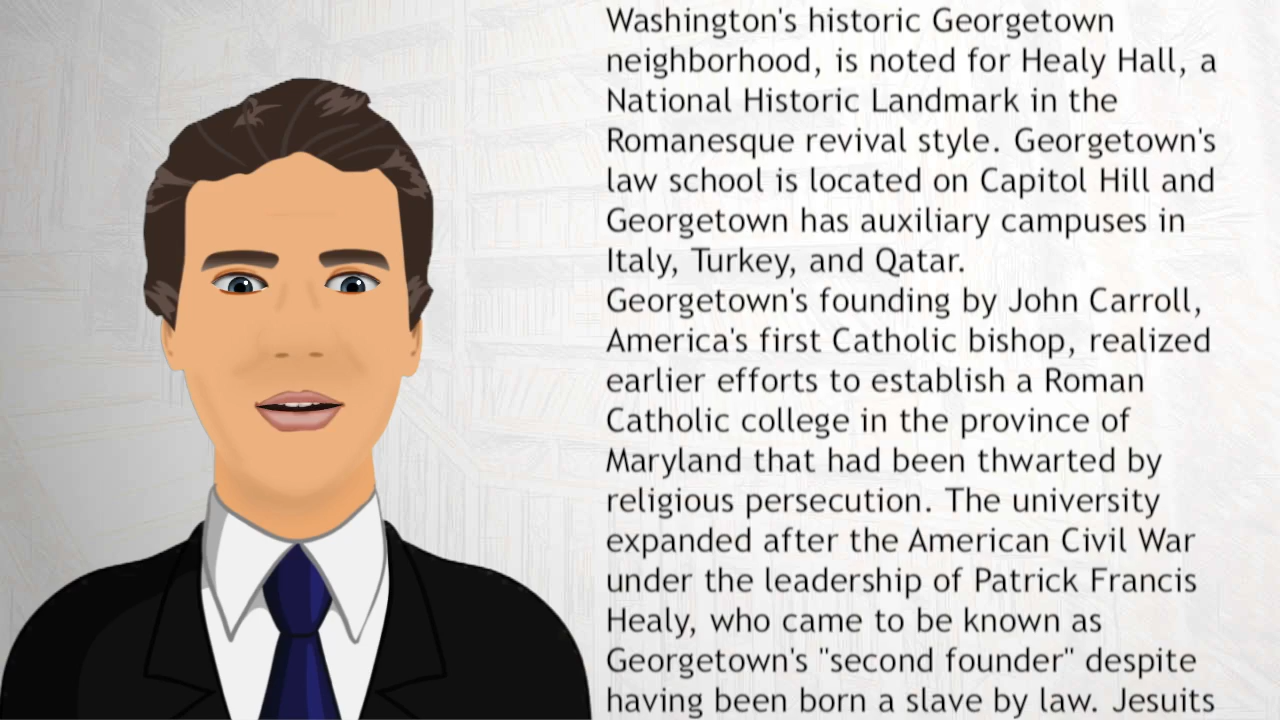 Washington's historic Georgetown
neighborhood, is noted for Healy Hall, a
National Historic Landmark in the
Romanesque revival style. Georgetown's
law school is located on Capitol Hill and
Georgetown has auxiliary campuses in
Italy, Turkey, and Qatar.
Georgetown's founding by John Carroll,
America's first Catholic bishop, realized
earlier efforts to establish a Roman
Catholic college in the province of
Maryland that had been thwarted by
religious persecution. The university
expanded after the American Civil War
under the leadership of Patrick Francis
Healy, who came to be known as
Georgetown's "second founder" despite
having been born a slave by law. Jesuits